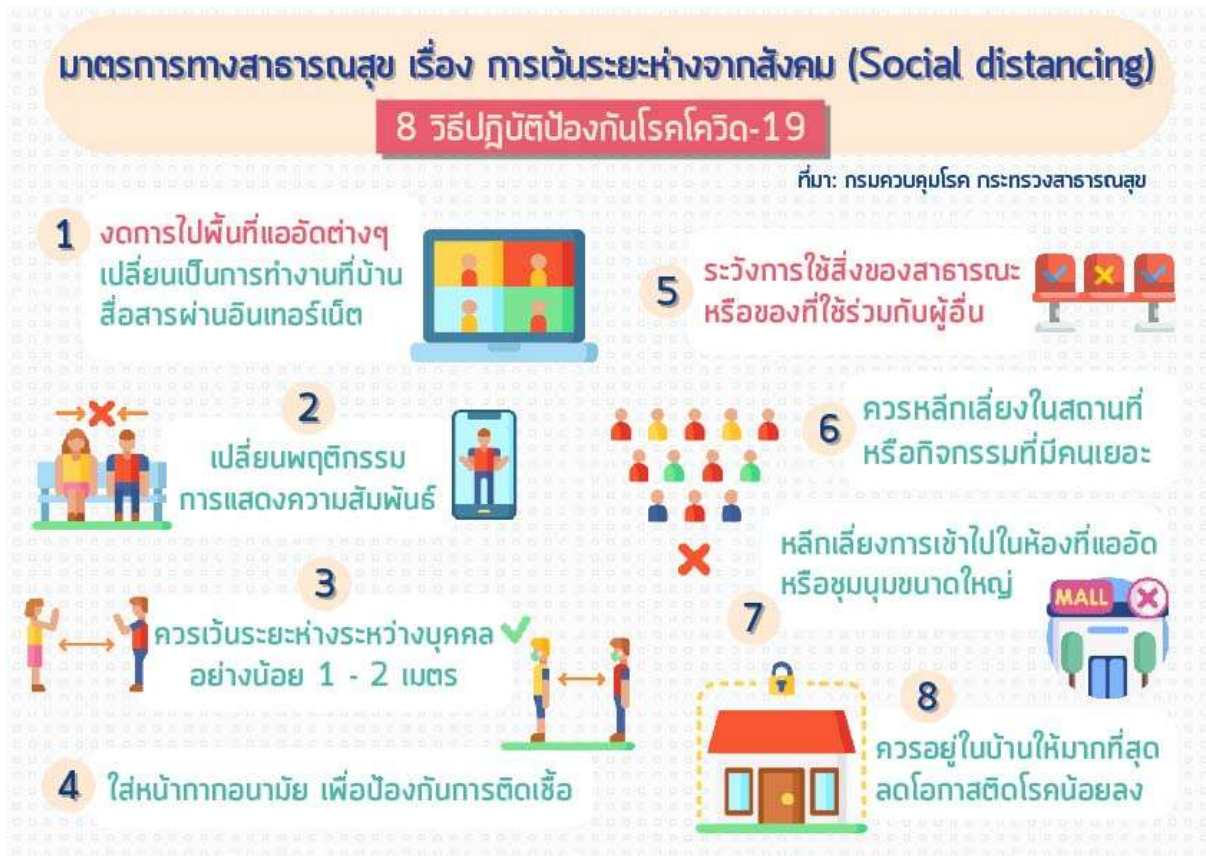 มาตรการทางสาธารณสุข เรื่อง การเว้นระยะห่างจากสังคม (Social distancing)
8 วิธีปฏิบัติป้องกันโรคโควิด-19
ที่มา: กรมควบคุมโรค กระทรวงสาธารณสุข
1
งดการไปพื้นที่แออัดต่างๆ
เปลี่ยนเป็นการทำงานที่บ้าน
สื่อสารผ่านอินเทอร์เน็ต
2
เปลี่ยนพฤติกรรม
การแสดงความสัมพันธ์
3
ควรเว้นระยะห่างระหว่างบุคคล
อย่างน้อย 1 - 2 เมตร
4
ใส่หน้ากากอนามัย เพื่อป้องกันการติดเชื้อ
5
ระวังการใช้สิ่งของสาธารณะ
หรือของที่ใช้ร่วมกับผู้อื่น
6
ควรหลีกเลี่ยงในสถานที่
หรือกิจกรรมที่มีคนเยอะ
7
หลีกเลี่ยงการเข้าไปในห้องที่แออัด
หรือชุมนุมขนาดใหญ่
MALL
8
ควรอยู่ในบ้านให้มากที่สุด
ลดโอกาสติดโรคน้อยลง